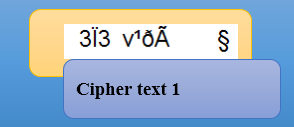 3Ï3 v¹ðÃ §
Cipher text 1